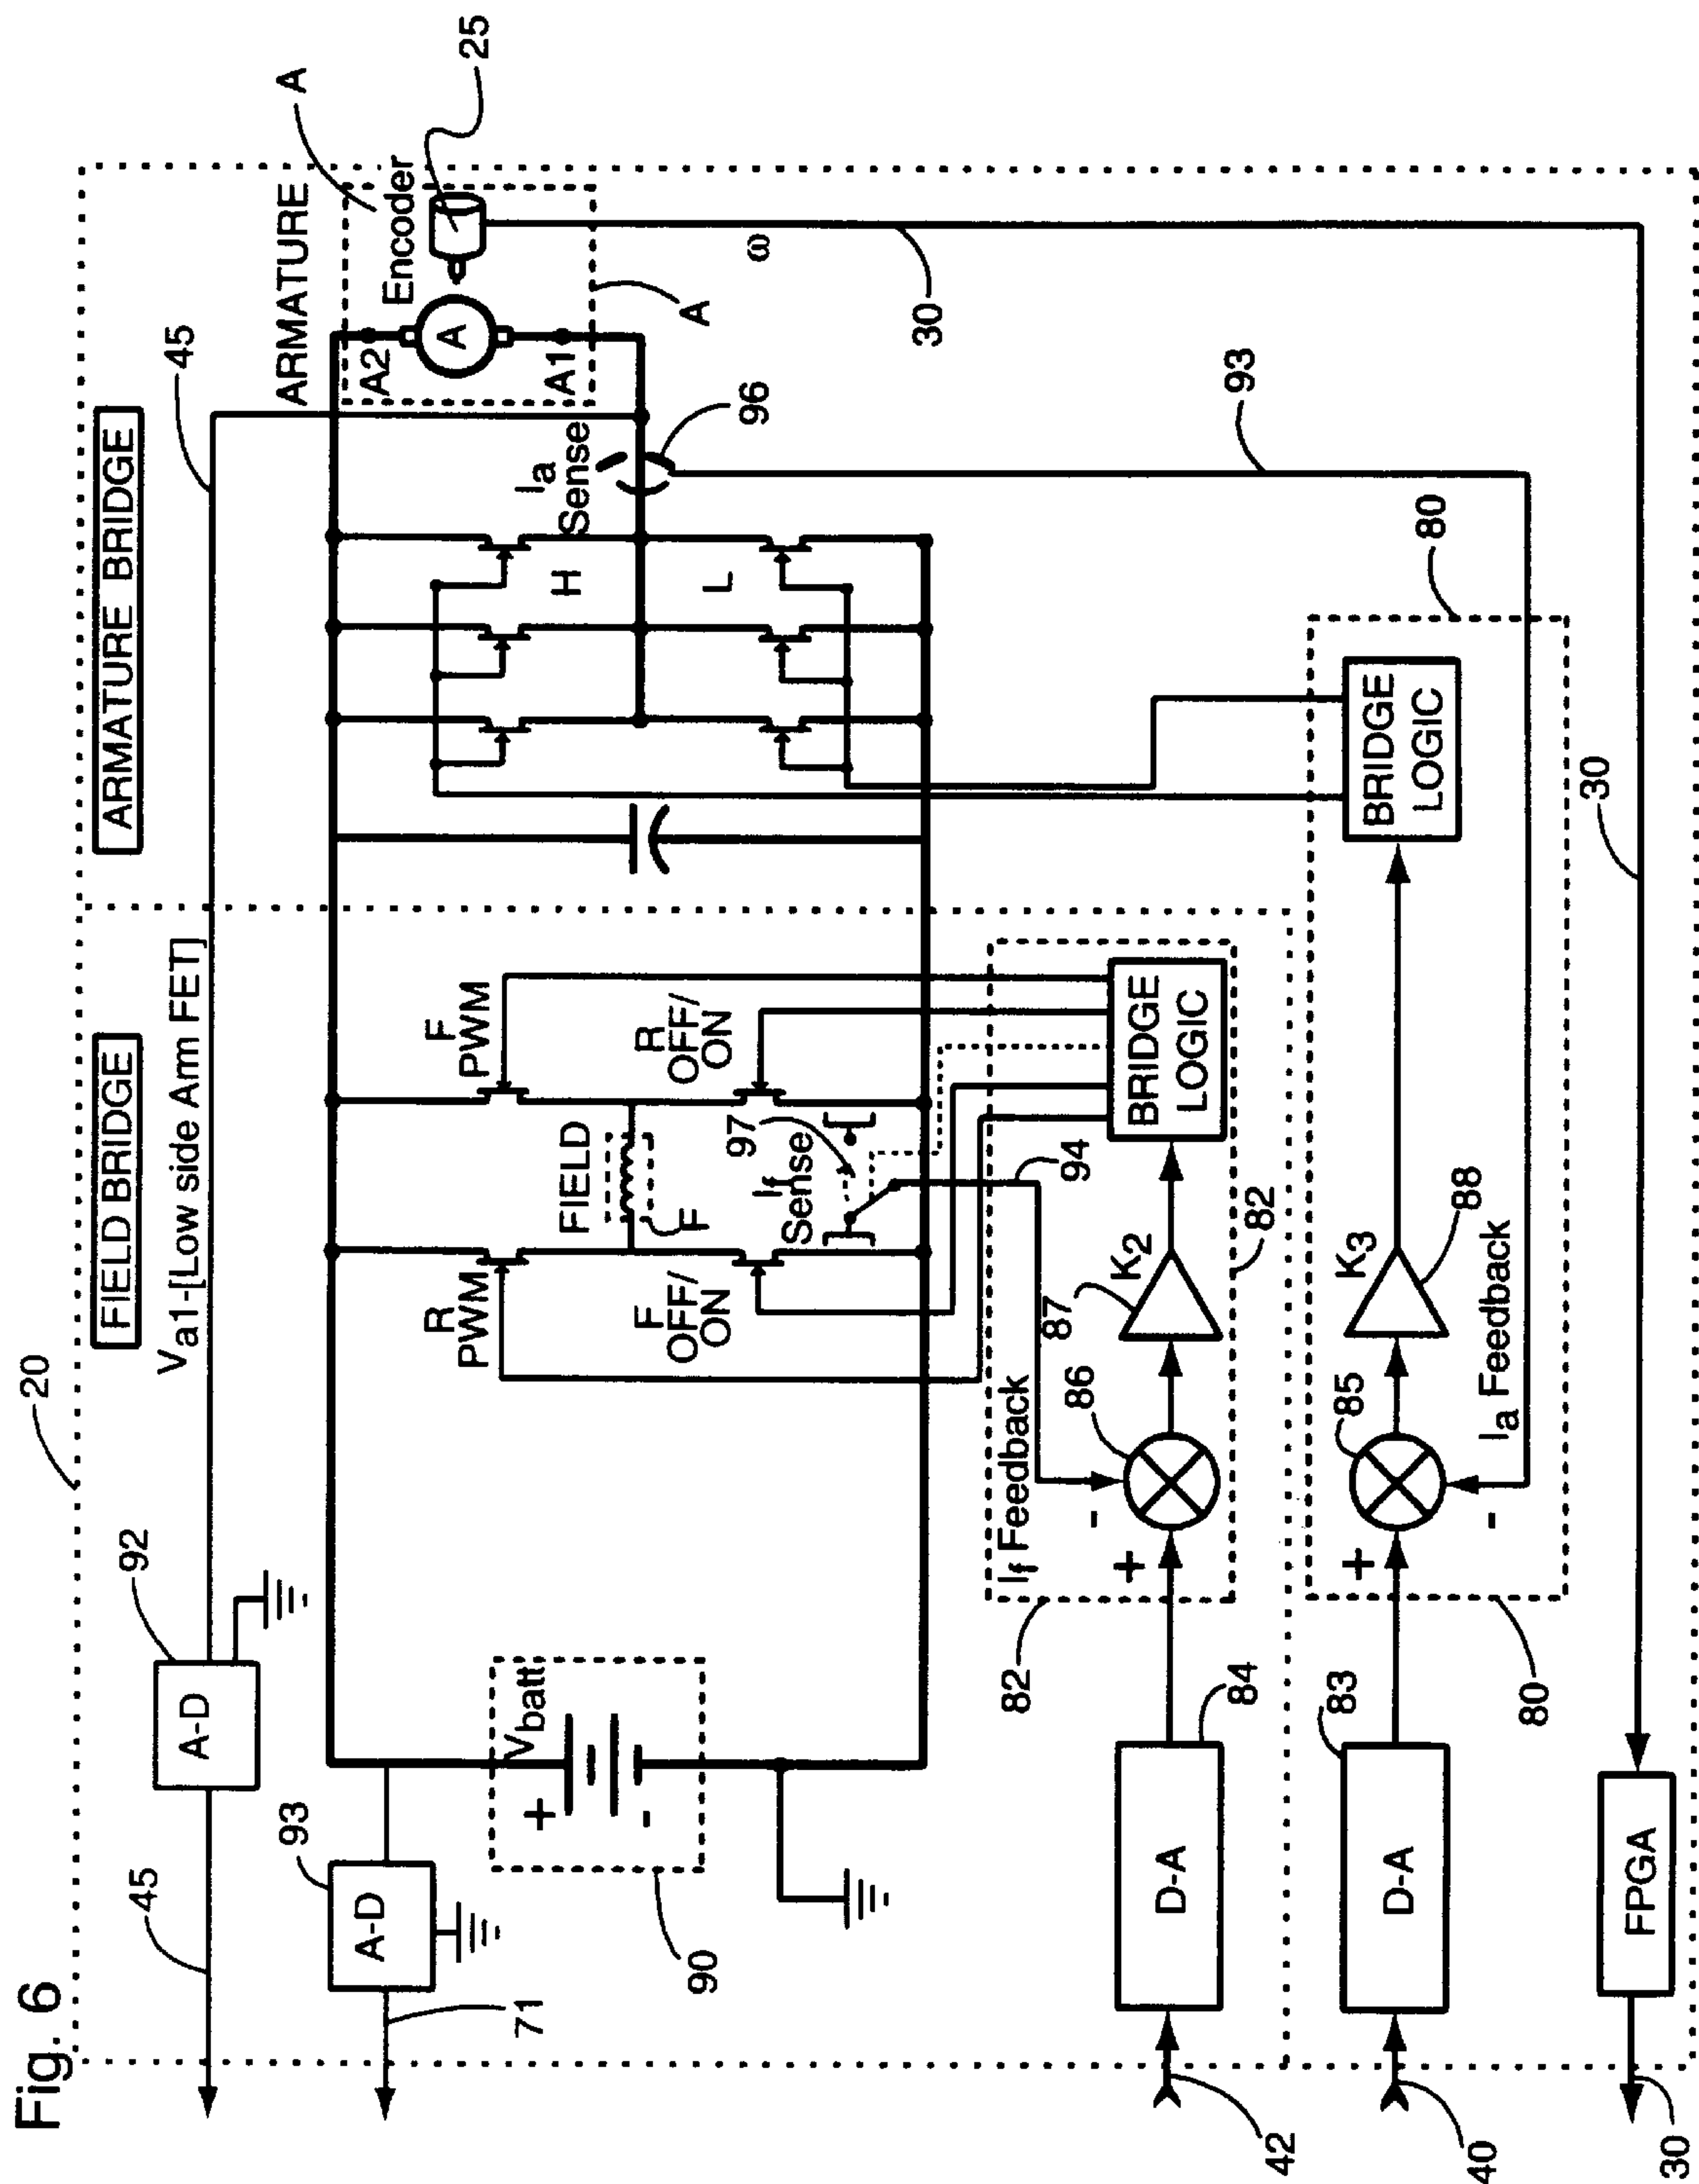 Fig. 6
20
FIELD BRIDGE
ARMATURE BRIDGE
45
92
A-D
45
Va1-[Low side Arm FET]
45
ARMATURE
A
93
A-D
71
+
Vbatt
-
90
R
PWM
F
PWM
FIELD
F
F
OFF/
ON
R
OFF/
ON
If
Sense
97
H
L
Ia
Sense
96
A2
A
A1
Encoder
25
A
ω
30
93
94
82
If Feedback
-
+
86
87
K2
BRIDGE
LOGIC
82
84
D-A
42
80
83
D-A
40
+
-
85
K3
88
Ia Feedback
BRIDGE
LOGIC
80
30
FPGA
30